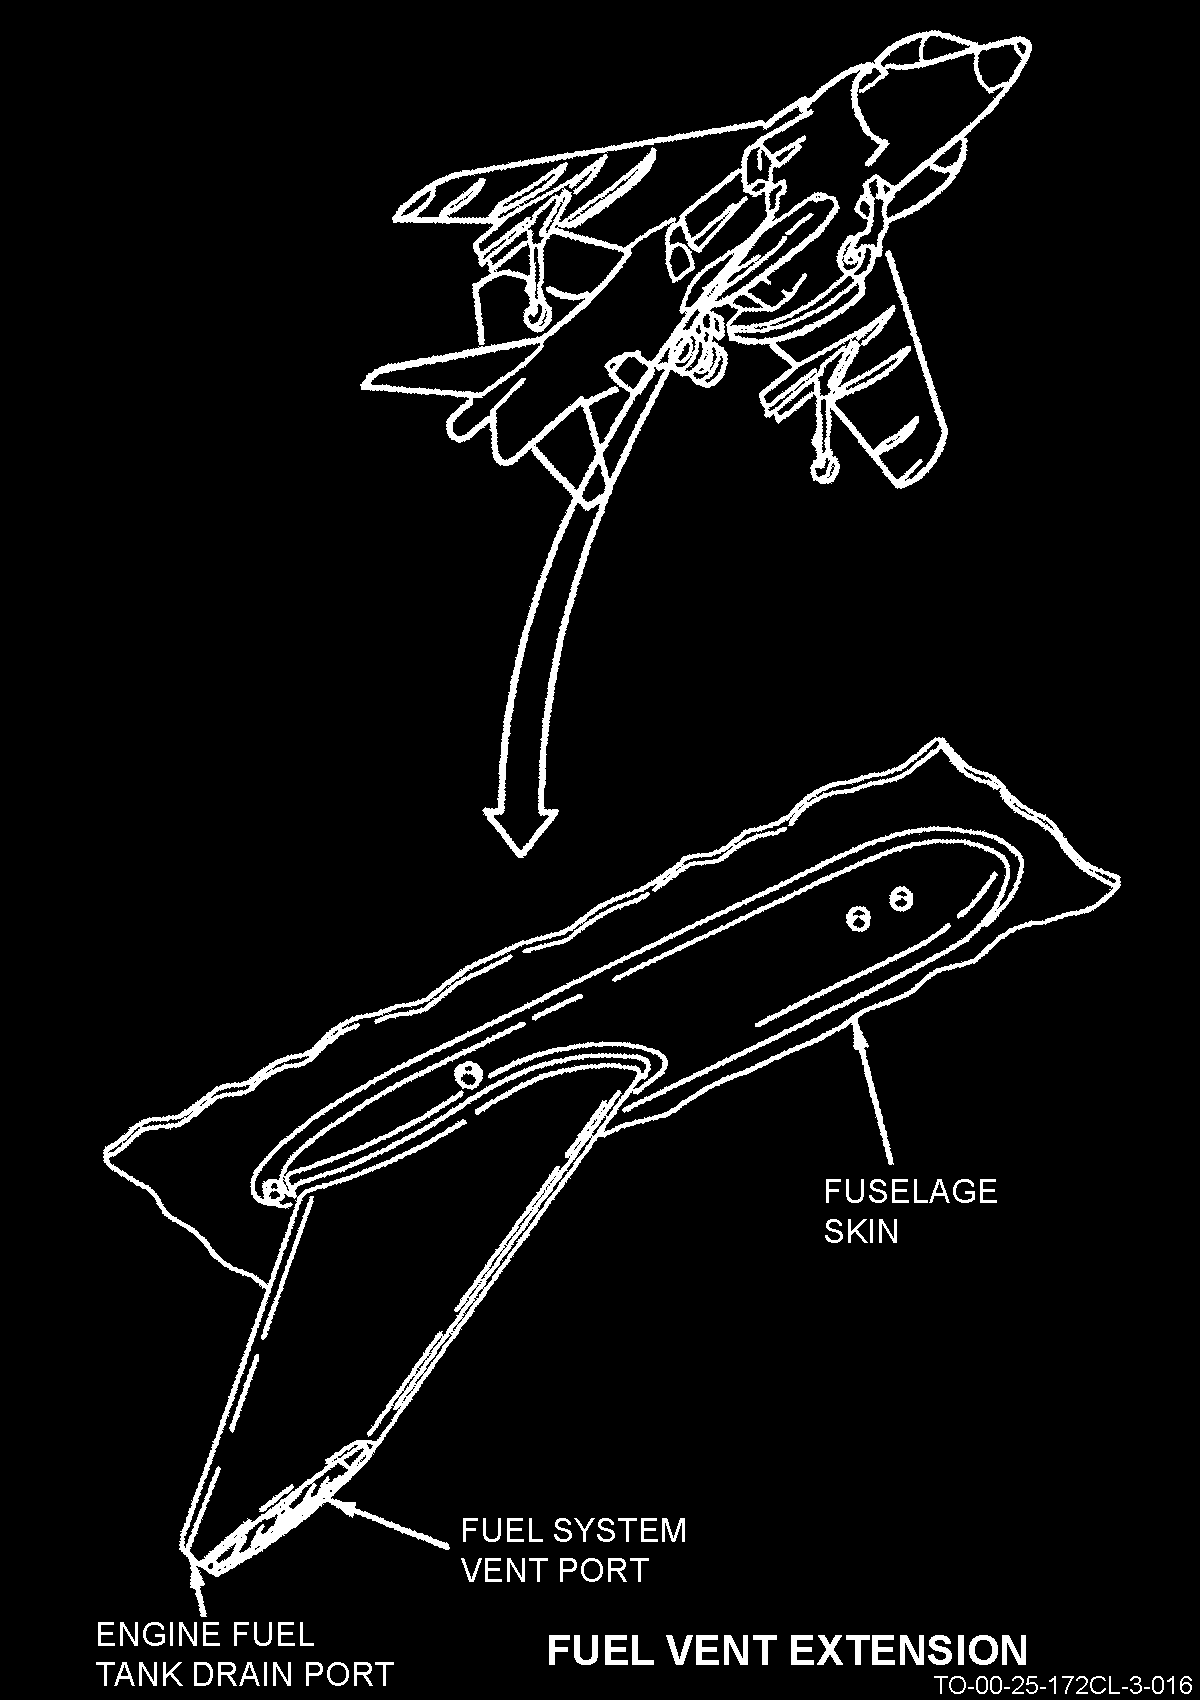 FUSELAGE
SKIN
FUEL SYSTEM
VENT PORT
ENGINE FUEL
TANK DRAIN PORT
FUEL VENT EXTENSION
TO-00-25-172CL-3-016